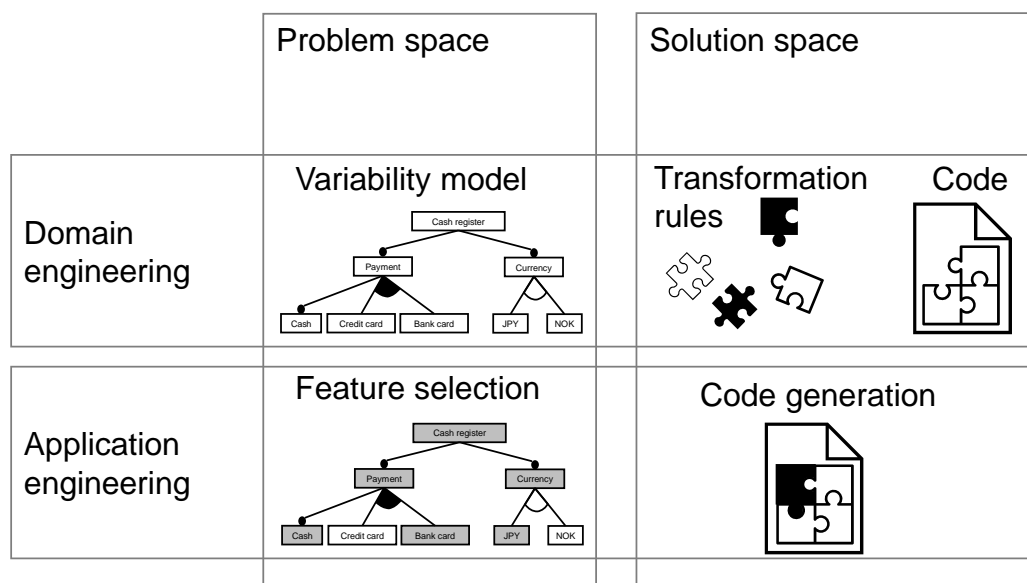 Problem space
Solution space
Domain
engineering
Variability model
Cash register
Payment
Currency
Cash
Credit card
Bank card
JPY
NOK
Transformation
rules
Code
Application
engineering
Feature selection
Cash register
Payment
Currency
Cash
Credit card
Bank card
JPY
NOK
Code generation